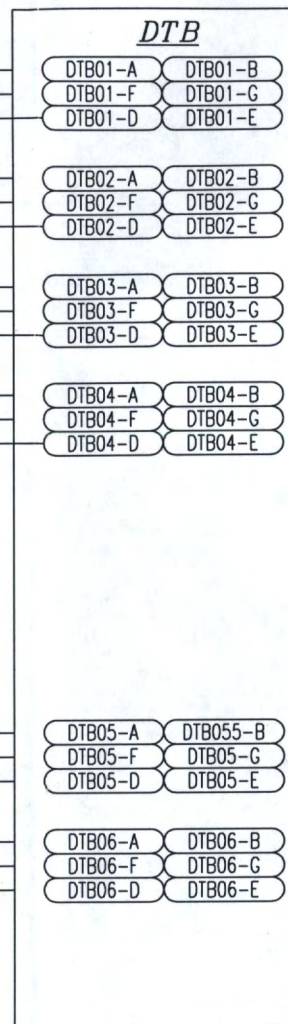 DTB
DTB01-A DTB01-B
DTB01-F DTB01-G
DTB01-D DTB01-E
DTB02-A DTB02-B
DTB02-F DTB02-G
DTB02-D DTB02-E
DTB03-A DTB03-B
DTB03-F DTB03-G
DTB03-D DTB03-E
DTB04-A DTB04-B
DTB04-F DTB04-G
DTB04-D DTB04-E
DTB05-A DTB055-B
DTB05-F DTB05-G
DTB05-D DTB05-E
DTB06-A DTB06-B
DTB06-F DTB06-G
DTB06-D DTB06-E